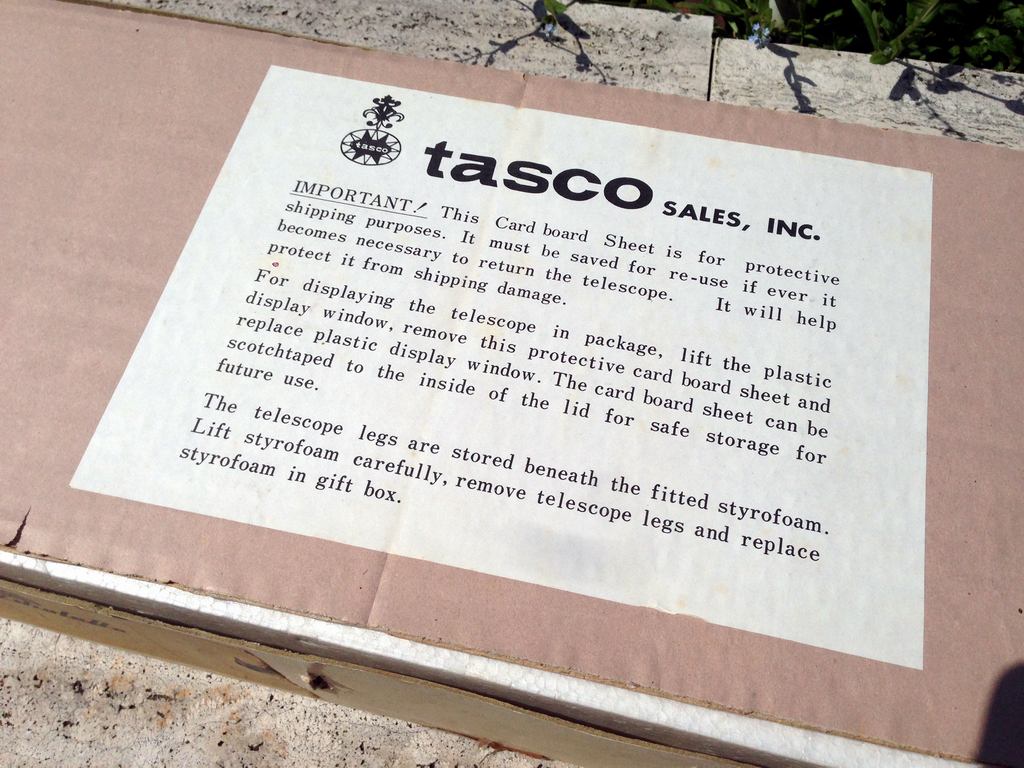 tasco
tasco SALES, INC.
IMPORTANT! This Card board Sheet is for protective
shipping purposes. It must be saved for re-use if ever it
becomes necessary to return the telescope. It will help
protect it from shipping damage.
For displaying the telescope in package, lift the plastic
display window, remove this protective card board sheet and
replace plastic display window. The card board sheet can be
scotchtaped to the inside of the lid for safe storage for
future use.
The telescope legs are stored beneath the fitted styrofoam.
Lift styrofoam carefully, remove telescope legs and replace
styrofoam in gift box.